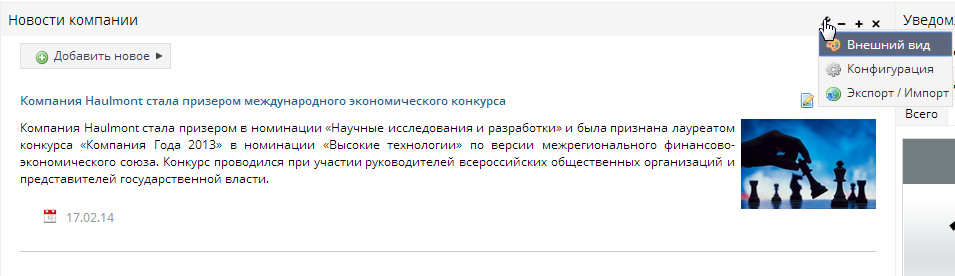 Новости компании
Уведом
Добавить новое
Внешний вид
Конфигурация
Экспорт / Импорт
Всего
Компания Haulmont стала призером международного экономического конкурса
Компания Haulmont стала призером в номинации «Научные исследования и разработки» и была признана лауреатом
конкурса «Компания Года 2013» в номинации «Высокие технологии» по версии межрегионального финансово-
экономического союза. Конкурс проводился при участии руководителей всероссийских общественных организаций и
представителей государственной власти.
17.02.14